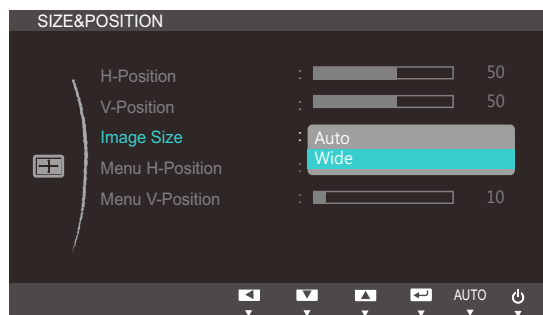 SIZE&POSITION
H-Position : 50
V-Position : 50
Image Size : Auto
Wide
Menu H-Position :
Menu V-Position : 10
AUTO